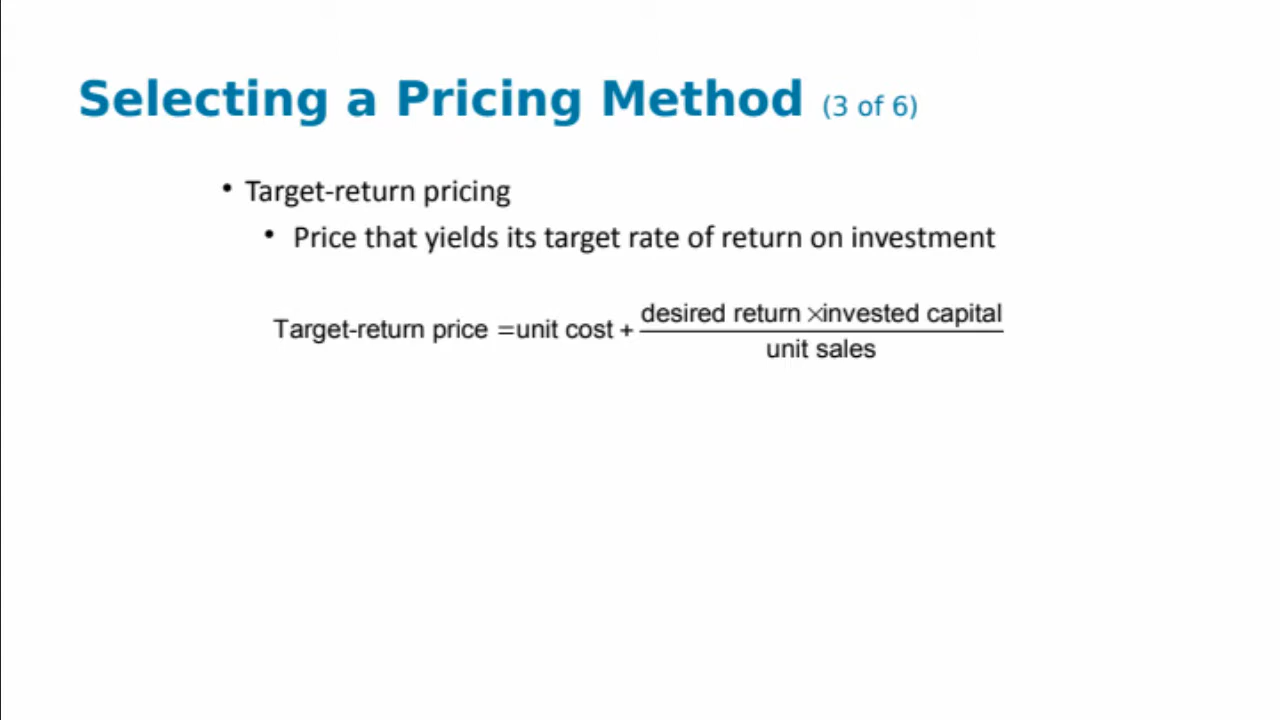 Selecting a Pricing Method (3 of 6)
• Target-return pricing
• Price that yields its target rate of return on investment
desired return ×invested capital
Target-return price =unit cost +
unit sales